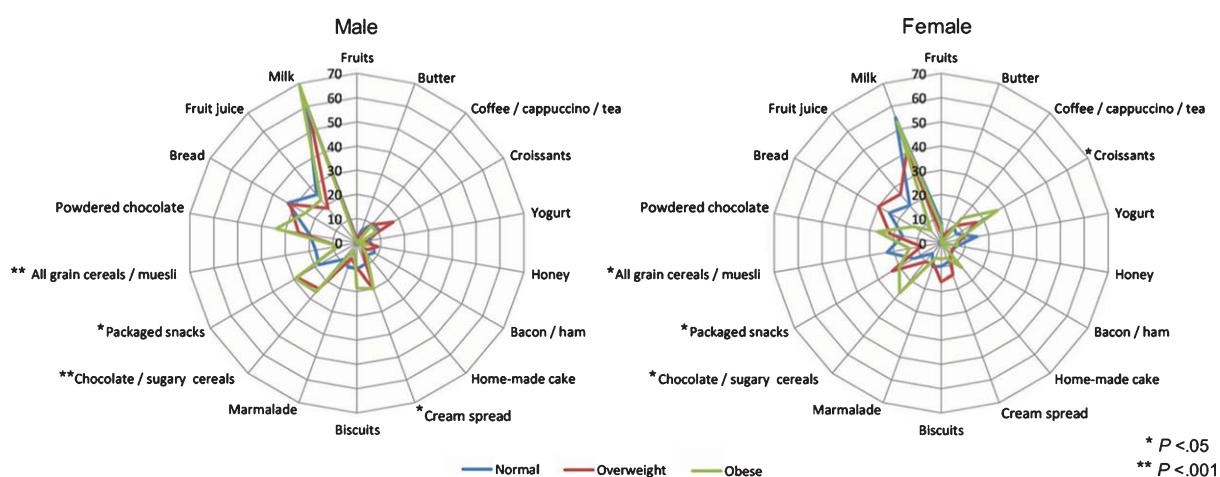 Male
Fruits
Butter
Coffee / cappuccino / tea
Croissants
Yogurt
Honey
Bacon / ham
Home-made cake
*Cream spread
Biscuits
Marmalade
**Chocolate / sugary cereals
*Packaged snacks
** All grain cereals / muesli
Powdered chocolate
Bread
Fruit juice
Milk
70
60
50
40
30
20
10
0
Female
Fruits
Butter
Coffee / cappuccino / tea
*Croissants
Yogurt
Honey
Bacon / ham
Home-made cake
Cream spread
Biscuits
Marmalade
*Chocolate / sugary cereals
*Packaged snacks
*All grain cereals / muesli
Powdered chocolate
Bread
Fruit juice
Milk
70
60
50
40
30
20
10
0
Normal Overweight Obese
* P <.05
** P <.001